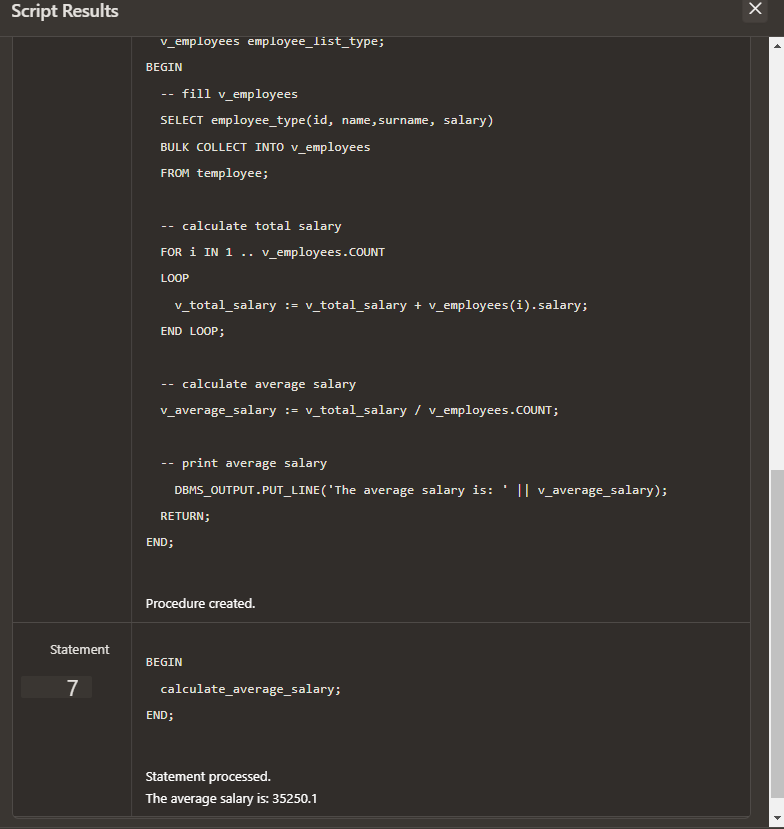 Script Results
v_employees employee_list_type;
BEGIN
-- fill v_employees
SELECT employee_type(id, name,surname, salary)
BULK COLLECT INTO v_employees
FROM temployee;
-- calculate total salary
FOR i IN 1 .. v_employees.COUNT
LOOP
v_total_salary := v_total_salary + v_employees(i).salary;
END LOOP;
-- calculate average salary
v_average_salary := v_total_salary / v_employees.COUNT;
-- print average salary
DBMS_OUTPUT.PUT_LINE('The average salary is: ' || v_average_salary);
RETURN;
END;
Procedure created.
Statement
7
BEGIN
calculate_average_salary;
END;
Statement processed.
The average salary is: 35250.1